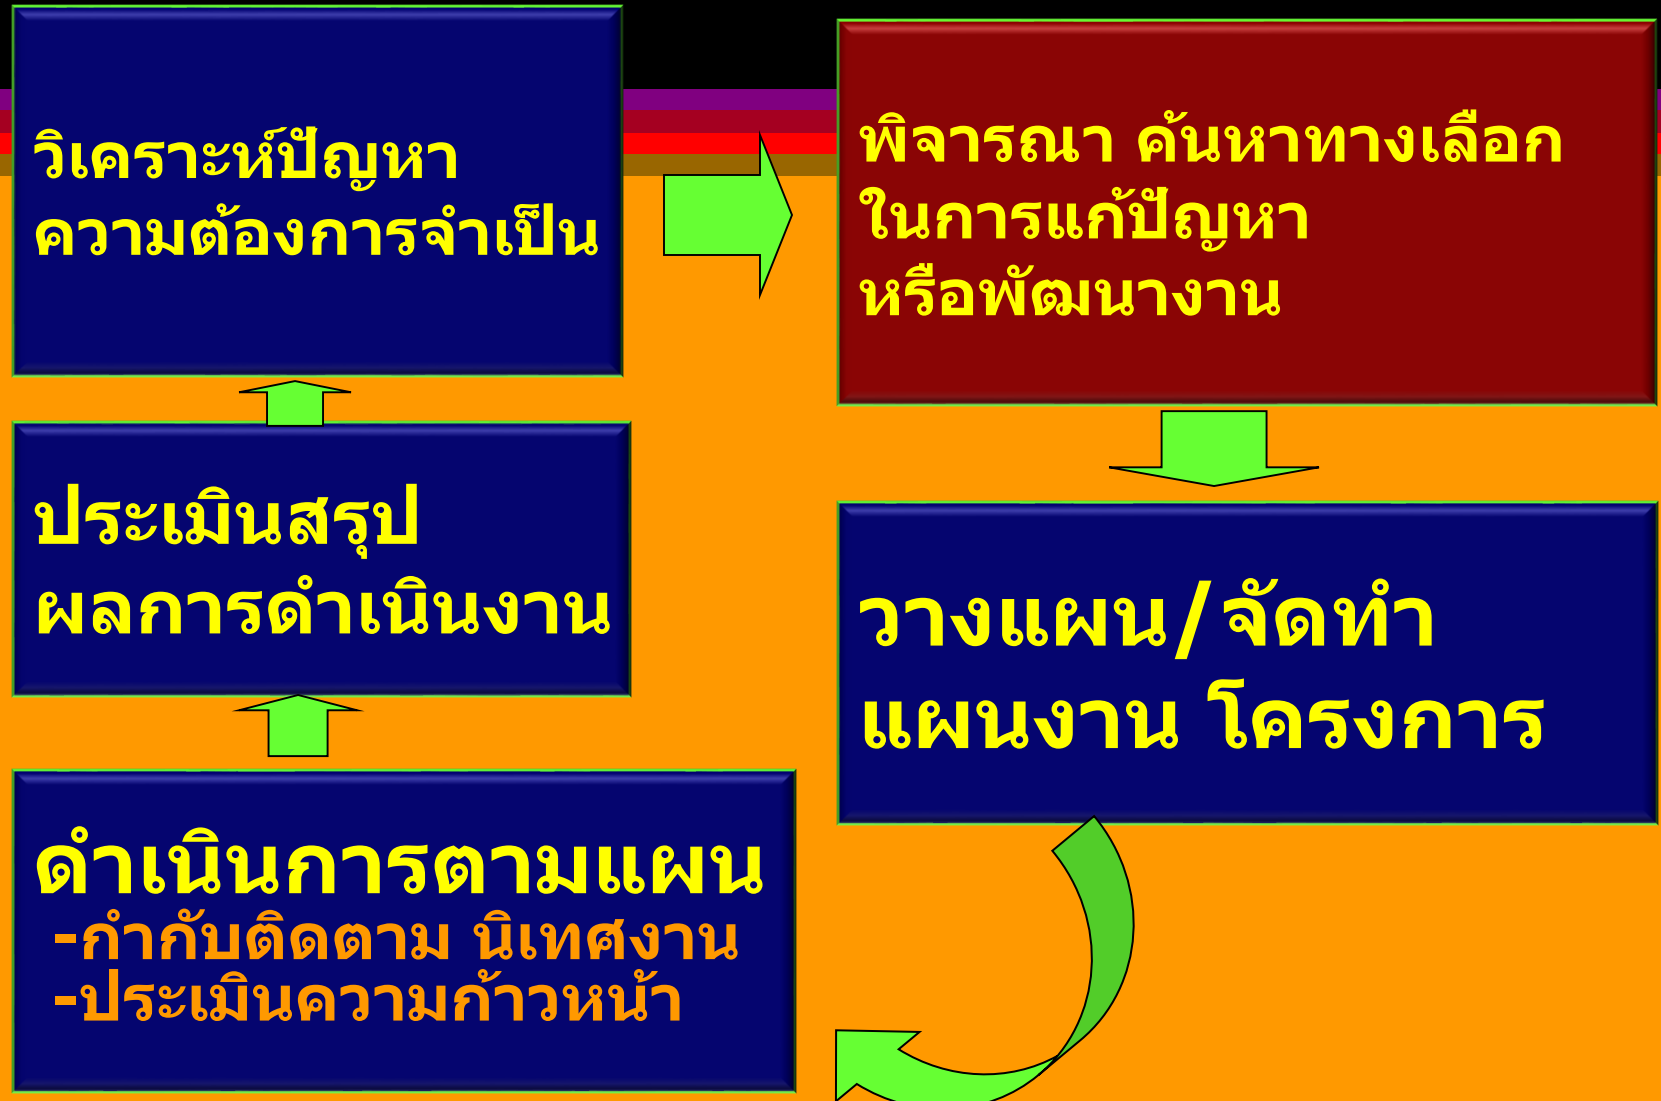 วิเคราะห์ปัญหา
ความต้องการจำเป็น
พิจารณา ค้นหาทางเลือก
ในการแก้ปัญหา
หรือพัฒนางาน
วางแผน/จัดทำ
แผนงาน โครงการ
ดำเนินการตามแผน
-กำกับติดตาม นิเทศงาน
-ประเมินความก้าวหน้า
ประเมินสรุป
ผลการดำเนินงาน